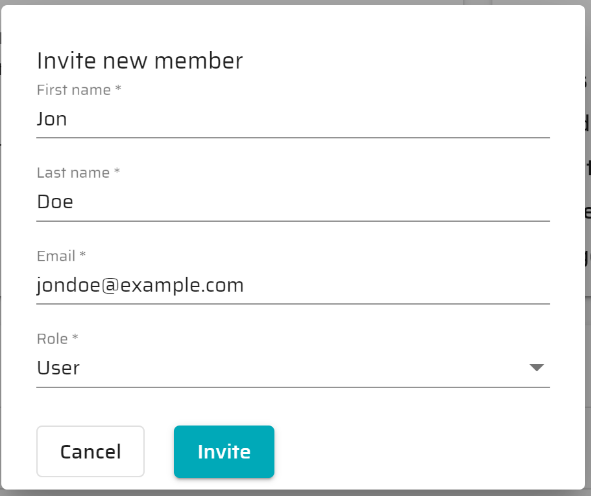 Invite new member
First name *
Jon
Last name *
Doe
Email *
jondoe@example.com
Role *
User
Cancel Invite